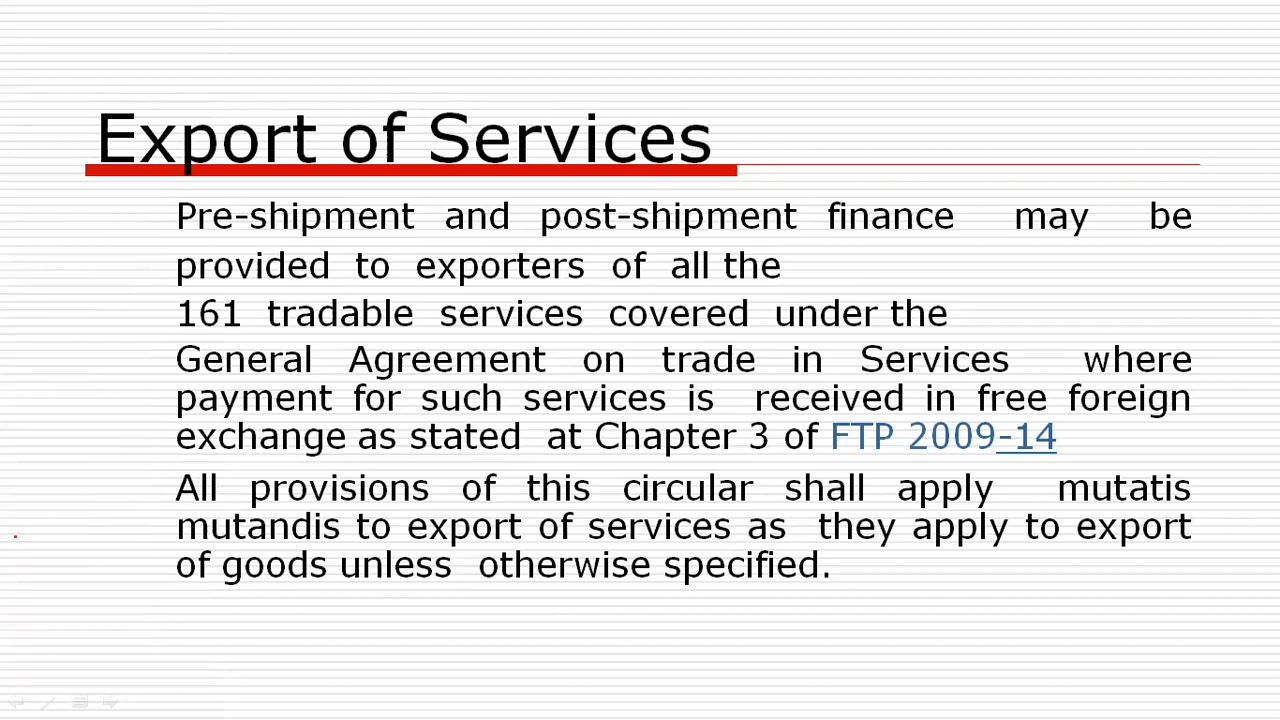 Export of Services
Pre-shipment and post-shipment finance may be
provided to exporters of all the
161 tradable services covered under the
General Agreement on trade in Services where
payment for such services is received in free foreign
exchange as stated at Chapter 3 of FTP 2009-14
All provisions of this circular shall apply mutatis
mutandis to export of services as they apply to export
of goods unless otherwise specified.